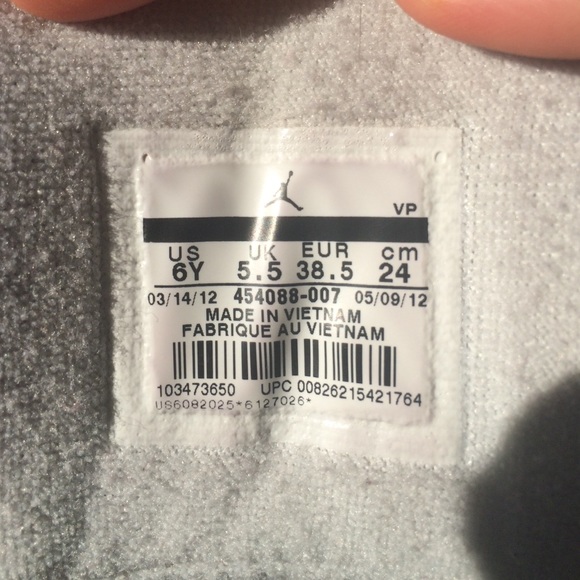 VP
US UK EUR cm
6Y 5.5 38.5 24
03/14/12 454088-007 05/09/12
MADE IN VIETNAM
FABRIQUE AU VIETNAM
103473650 UPC 00826215421764
US6082025*6127026*